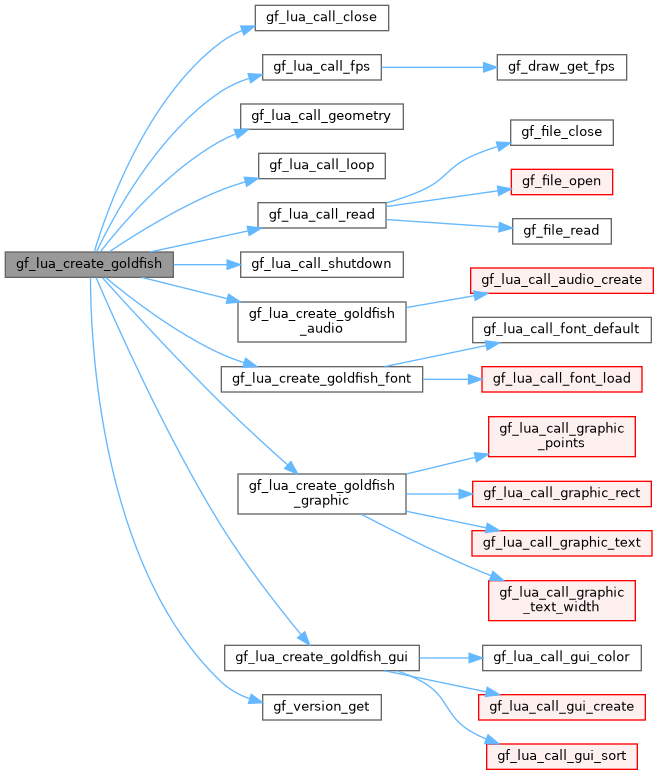 gf_lua_call_close
gf_lua_call_fps
gf_draw_get_fps
gf_lua_call_geometry
gf_file_close
gf_lua_call_loop
gf_file_open
gf_lua_call_read
gf_file_read
gf_lua_create_goldfish
gf_lua_call_shutdown
gf_lua_call_audio_create
gf_lua_create_goldfish
_audio
gf_lua_call_font_default
gf_lua_create_goldfish_font
gf_lua_call_font_load
gf_lua_call_graphic
_points
gf_lua_create_goldfish
_graphic
gf_lua_call_graphic_rect
gf_lua_call_graphic_text
gf_lua_call_graphic
_text_width
gf_lua_create_goldfish_gui
gf_lua_call_gui_color
gf_version_get
gf_lua_call_gui_create
gf_lua_call_gui_sort